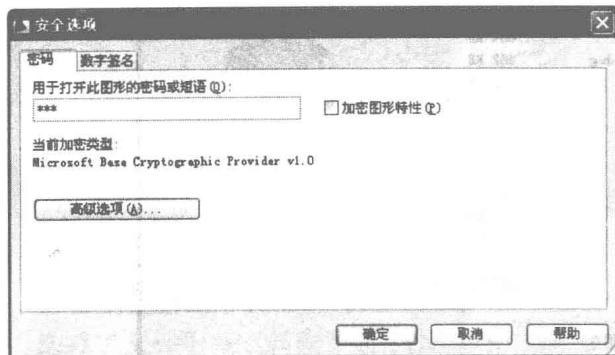 安全选项
密码 数字签名
用于打开此图形的密码或短语(O):
***
加密图形特性(P)
当前加密类型:
Microsoft Base Cryptographic Provider v1.0
高级选项(A)...
确定 取消 帮助